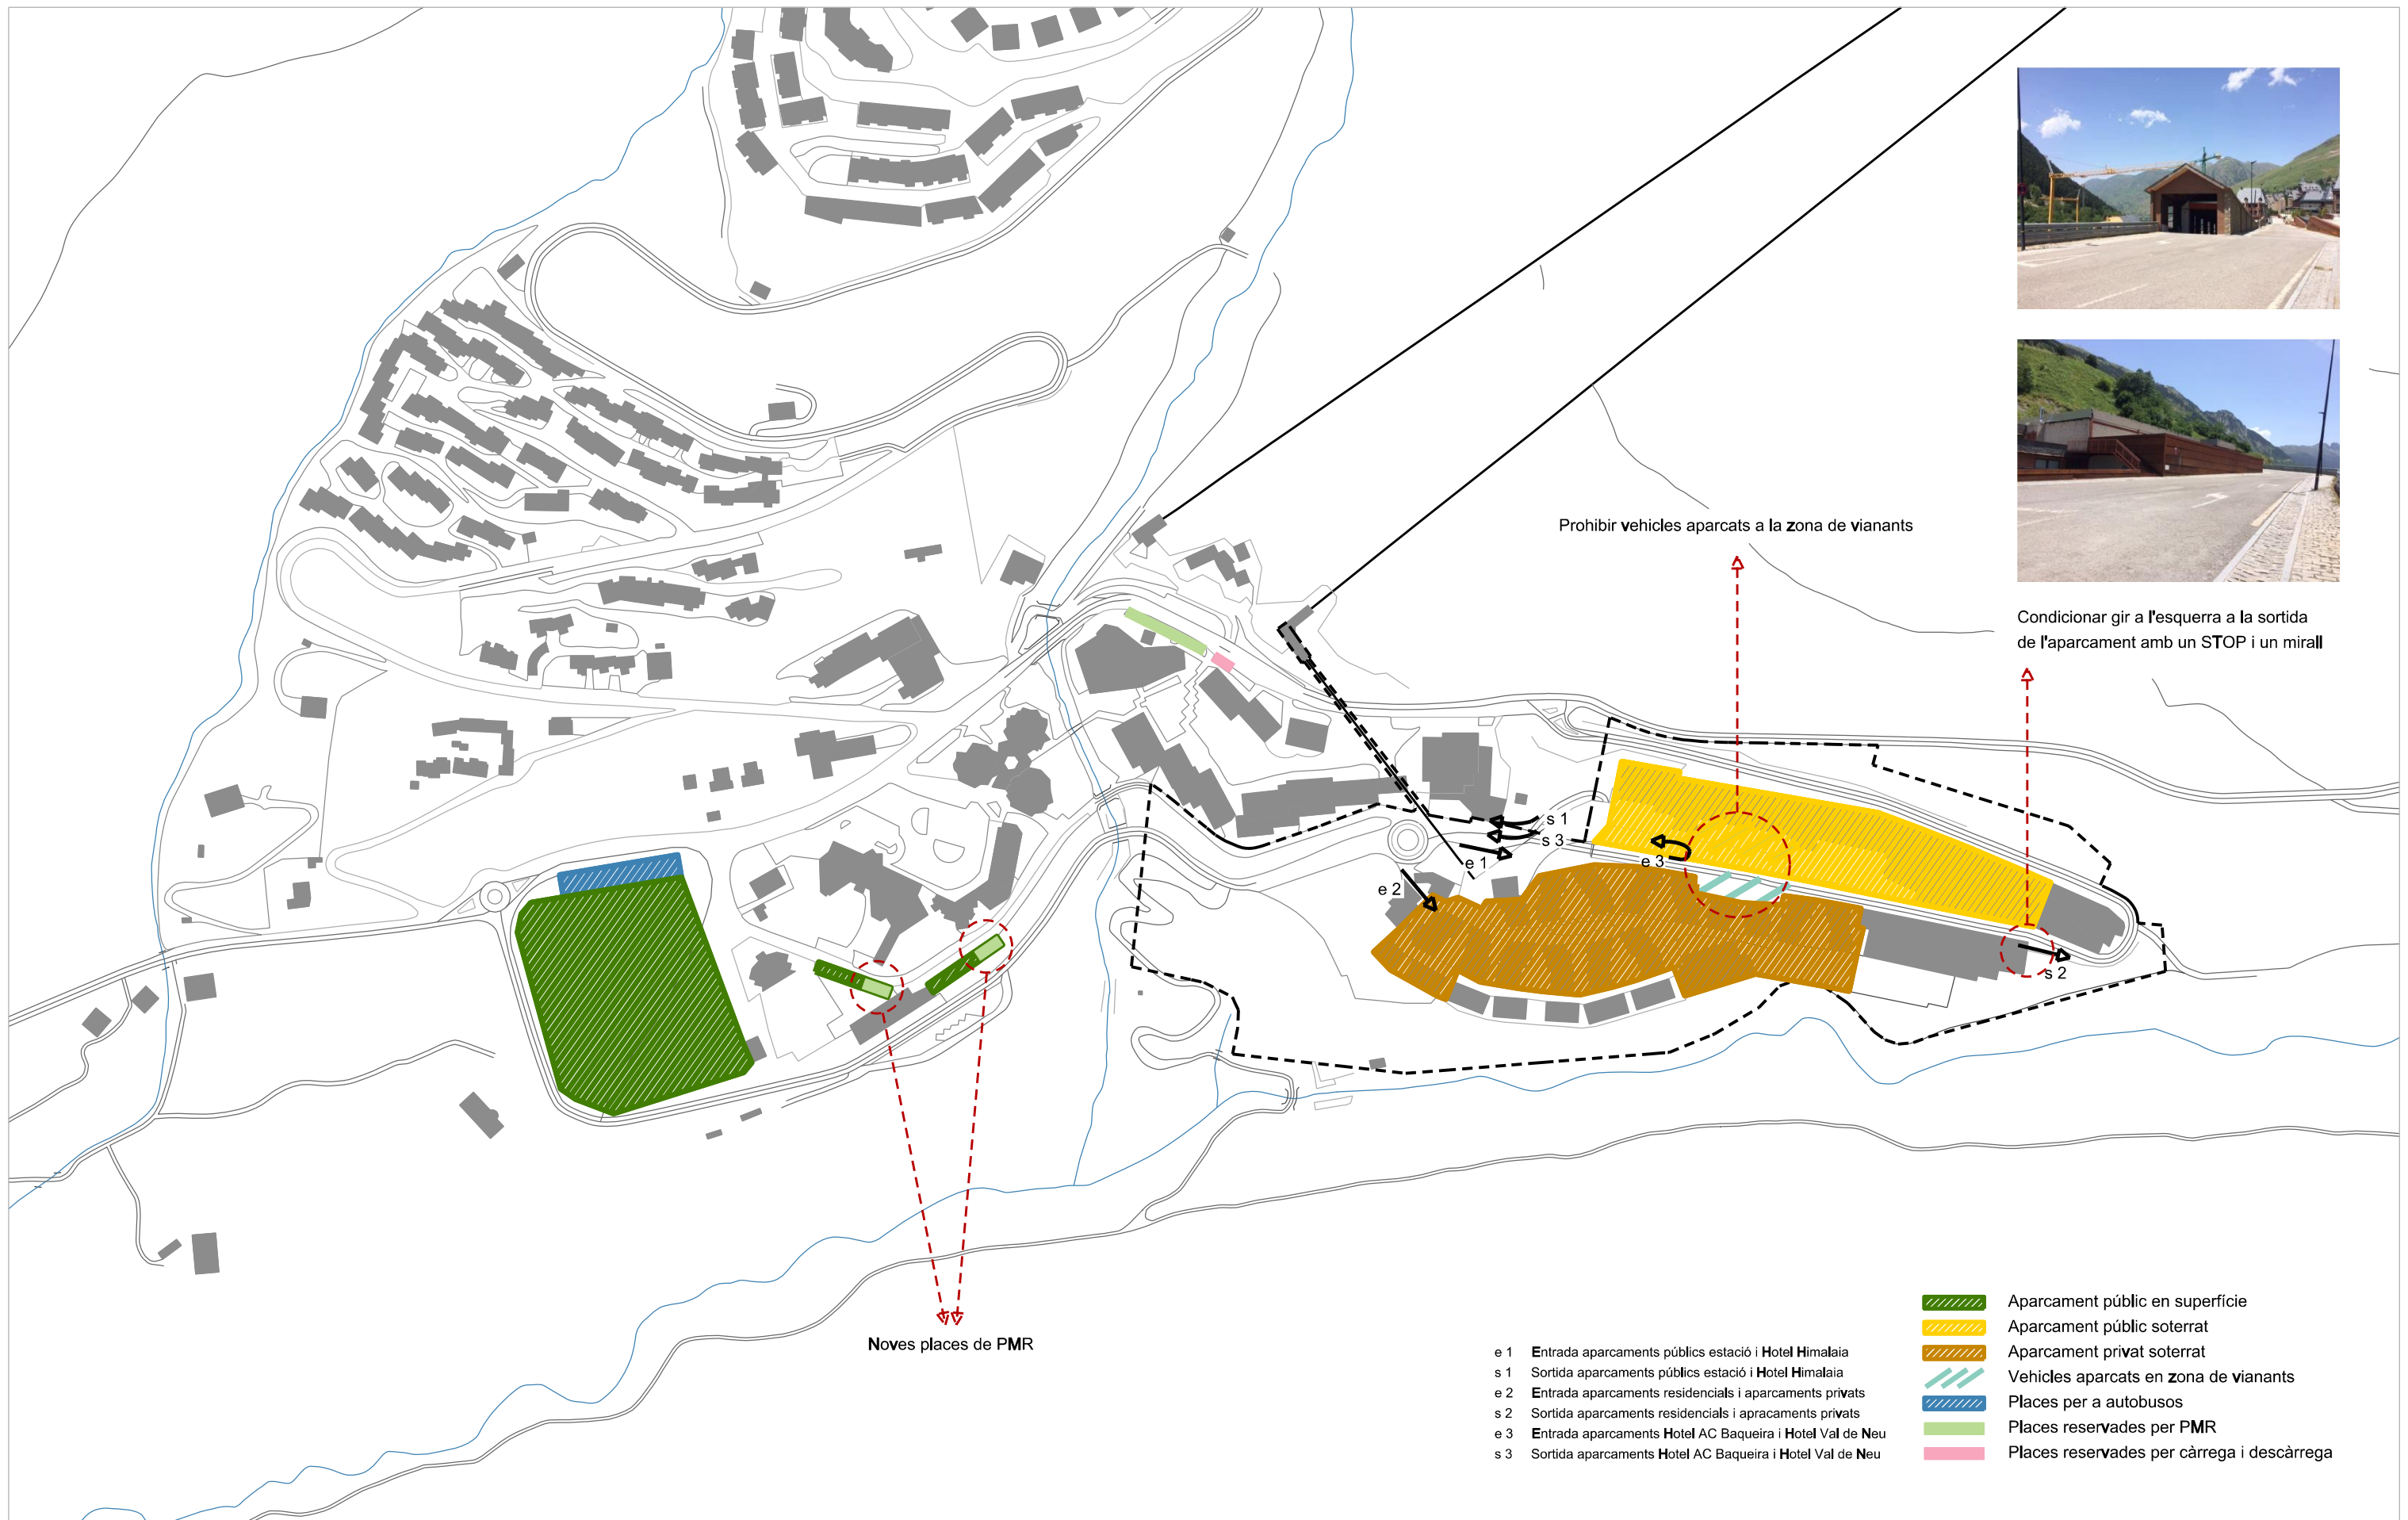 Prohibir vehicles aparcats a la zona de vianants
Condicionar gir a l'esquerra a la sortida
de l'aparcament amb un STOP i un mirall
s 1
s 3
e 1
e 3
e 2
s 2
Noves places de PMR
e 1 Entrada aparcaments públics estació i Hotel Himalaia
s 1 Sortida aparcaments públics estació i Hotel Himalaia
e 2 Entrada aparcaments residencials i aparcaments privats
s 2 Sortida aparcaments residencials i apracaments privats
e 3 Entrada aparcaments Hotel AC Baqueira i Hotel Val de Neu
s 3 Sortida aparcaments Hotel AC Baqueira i Hotel Val de Neu
Aparcament públic en superfície
Aparcament públic soterrat
Aparcament privat soterrat
Vehicles aparcats en zona de vianants
Places per a autobusos
Places reservades per PMR
Places reservades per càrrega i descàrrega